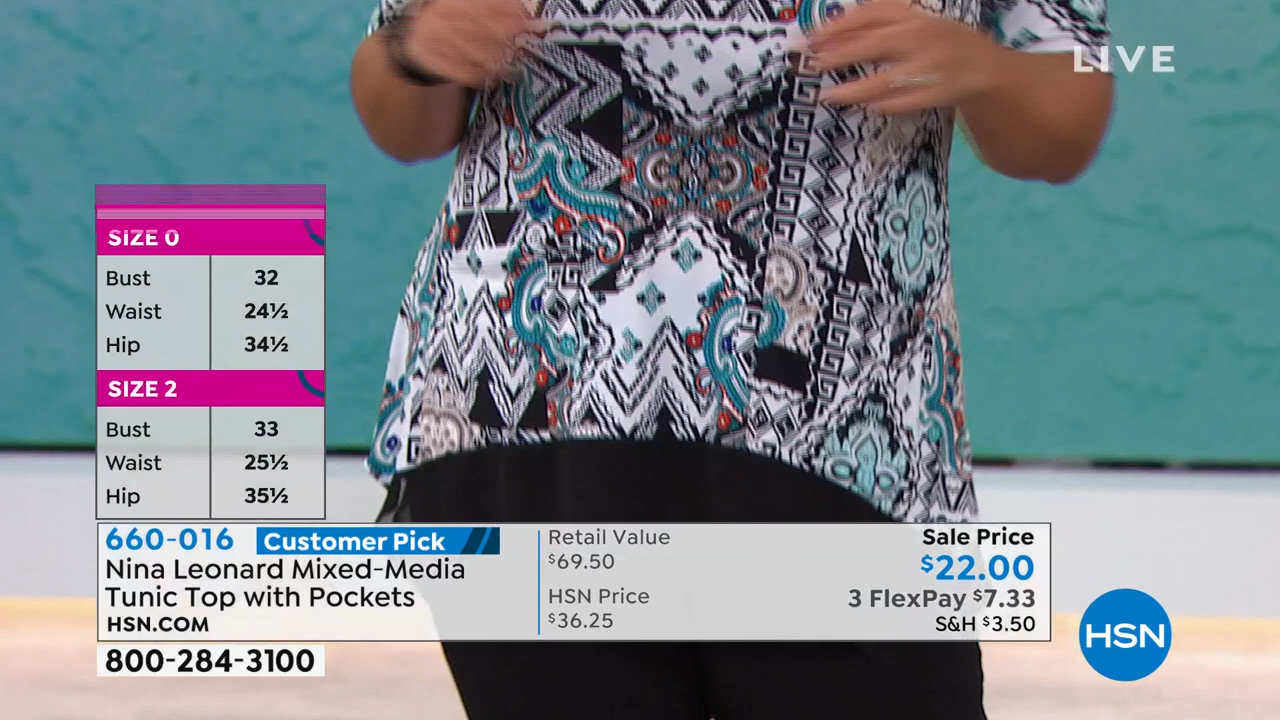 LIVE
SIZE 0
Bust 32
Waist 24½
Hip 34½
SIZE 2
Bust 33
Waist 25½
Hip 35½
660-016 Customer Pick
Nina Leonard Mixed-Media
Tunic Top with Pockets
HSN.COM
Retail Value
$69.50
HSN Price
$36.25
Sale Price
$22.00
3 FlexPay $7.33
S&H $3.50
800-284-3100
HSN